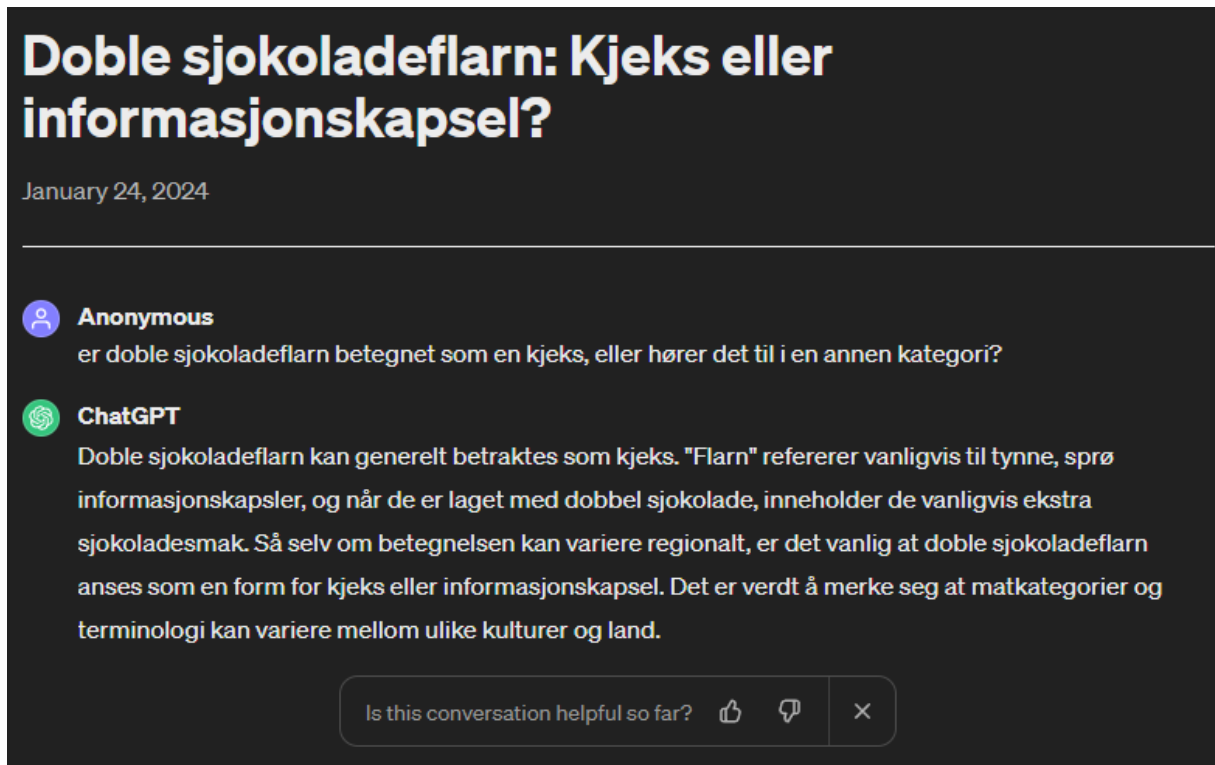 Doble sjokoladeflarn: Kjeks eller
informasjonskapsel?
January 24, 2024
Anonymous
er doble sjokoladeflarn betegnet som en kjeks, eller hører det til i en annen kategori?
ChatGPT
Doble sjokoladeflarn kan generelt betraktes som kjeks. "Flarn" refererer vanligvis til tynne, sprø
informasjonskapsler, og når de er laget med dobbel sjokolade, inneholder de vanligvis ekstra
sjokoladesmak. Så selv om betegnelsen kan variere regionalt, er det vanlig at doble sjokoladeflarn
anses som en form for kjeks eller informasjonskapsel. Det er verdt å merke seg at matkategorier og
terminologi kan variere mellom ulike kulturer og land.
Is this conversation helpful so far?